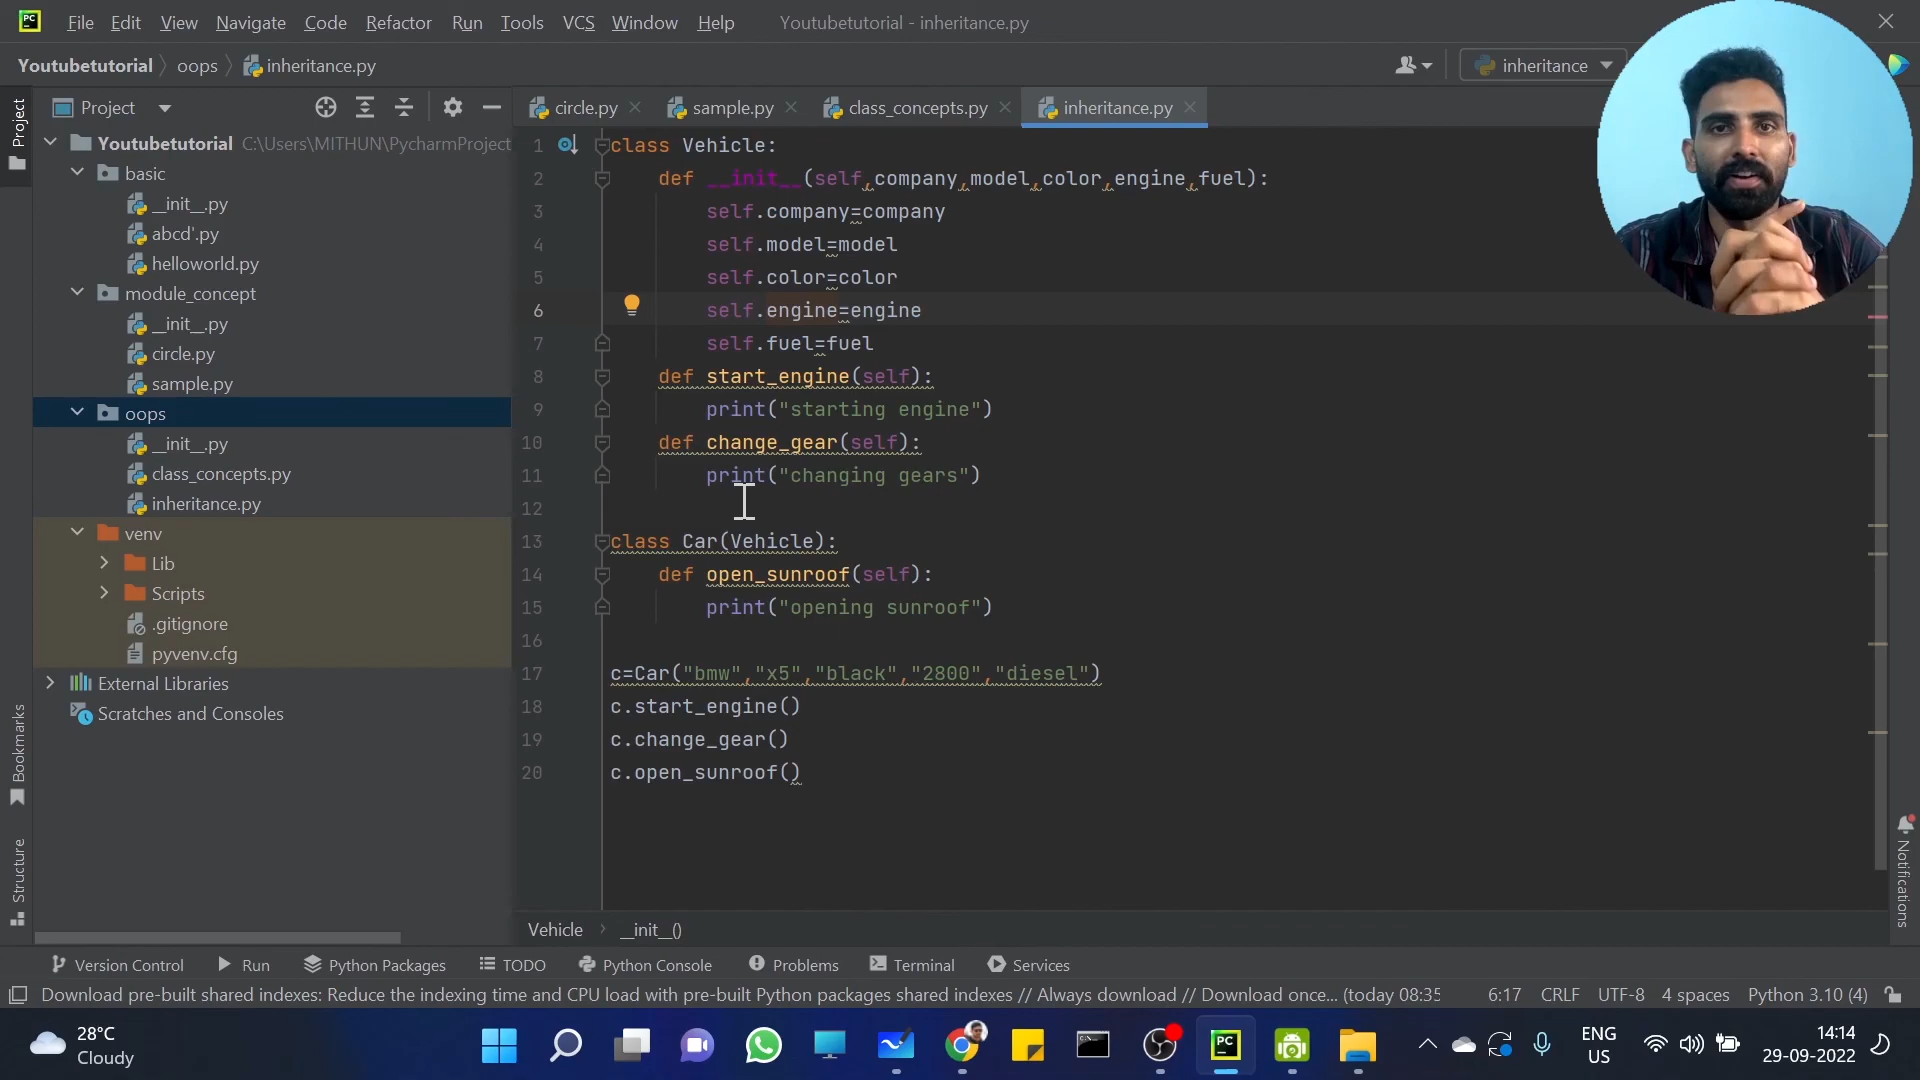 PC File Edit View Navigate Code Refactor Run Tools VCS Window Help Youtubetutorial - inheritance.py
Youtubetutorial oops inheritance.py inheritance
Project circle.py sample.py class_concepts.py inheritance.py
Project
Youtubetutorial C:\Users\MITHUN\PycharmProject
basic
__init__.py
abcd'.py
helloworld.py
module_concept
__init__.py
circle.py
sample.py
oops
__init__.py
class_concepts.py
inheritance.py
venv
Lib
Scripts
.gitignore
pyvenv.cfg
External Libraries
Scratches and Consoles
Bookmarks
Structure
1 class Vehicle:
2 def __init__(self,company,model,color,engine,fuel):
3 self.company=company
4 self.model=model
5 self.color=color
6 self.engine=engine
7 self.fuel=fuel
8 def start_engine(self):
9 print("starting engine")
10 def change_gear(self):
11 print("changing gears")
12
13 class Car(Vehicle):
14 def open_sunroof(self):
15 print("opening sunroof")
16
17 c=Car("bmw","x5","black","2800","diesel")
18 c.start_engine()
19 c.change_gear()
20 c.open_sunroof()
Notifications
Vehicle __init__()
Version Control Run Python Packages TODO Python Console Problems Terminal Services
Download pre-built shared indexes: Reduce the indexing time and CPU load with pre-built Python packages shared indexes // Always download // Download once... (today 08:35 6:17 CRLF UTF-8 4 spaces Python 3.10 (4)
28°C
Cloudy
PC
ENG
US
14:14
29-09-2022